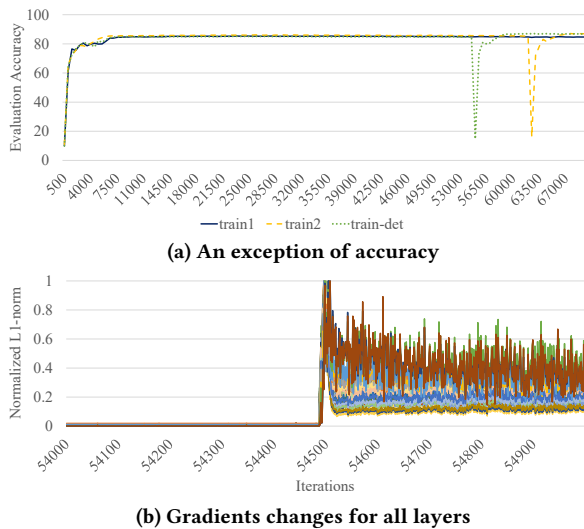 100
80
60
40
20
0
Evaluation Accuracy
500 4000 7500 11000 14500 18000 21500 25000 28500 32000 35500 39000 42500 46000 49500 53000 56500 60000 63500 67000
train1 train2 train-det
(a) An exception of accuracy
1
0.8
0.6
0.4
0.2
0
Normalized L1-norm
54000 54100 54200 54300 54400 54500 54600 54700 54800 54900
Iterations
(b) Gradients changes for all layers